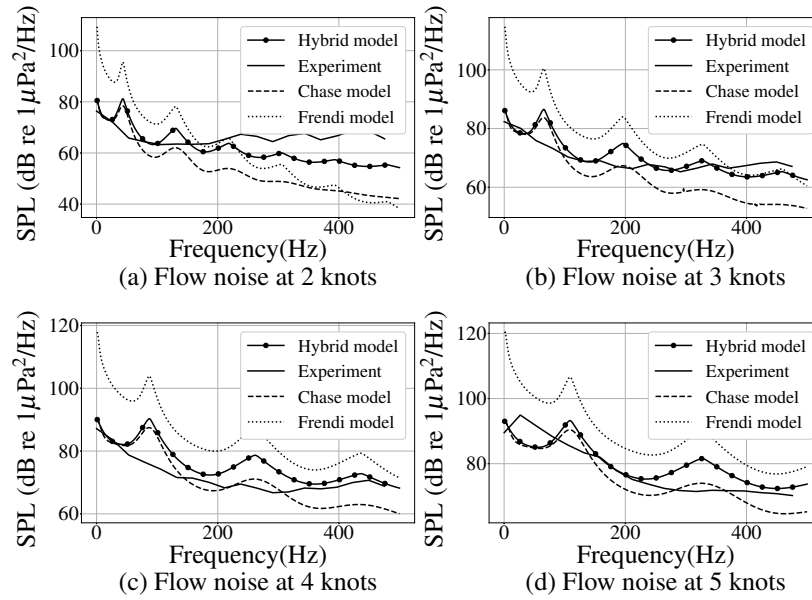 Hybrid model
Experiment
Chase model
Frendi model
SPL (dB re 1μPa²/Hz)
100
80
60
40
0
200
400
Frequency(Hz)
(a) Flow noise at 2 knots
Hybrid model
Experiment
Chase model
Frendi model
SPL (dB re 1μPa²/Hz)
100
80
60
0
200
400
Frequency(Hz)
(b) Flow noise at 3 knots
Hybrid model
Experiment
Chase model
Frendi model
SPL (dB re 1μPa²/Hz)
120
100
80
60
0
200
400
Frequency(Hz)
(c) Flow noise at 4 knots
Hybrid model
Experiment
Chase model
Frendi model
SPL (dB re 1μPa²/Hz)
120
100
80
0
200
400
Frequency(Hz)
(d) Flow noise at 5 knots